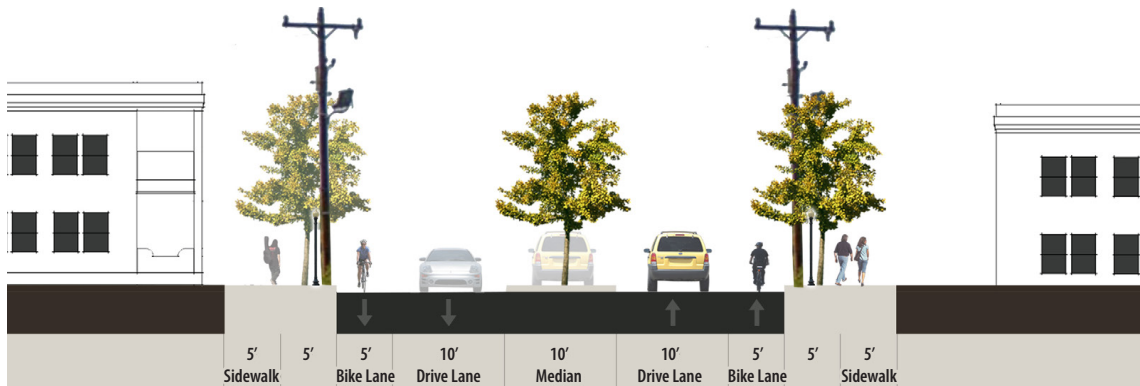 5’ 5’ 5’ 10’ 10’ 10’ 5’ 5’ 5’
Sidewalk Bike Lane Drive Lane Median Drive Lane Bike Lane Sidewalk